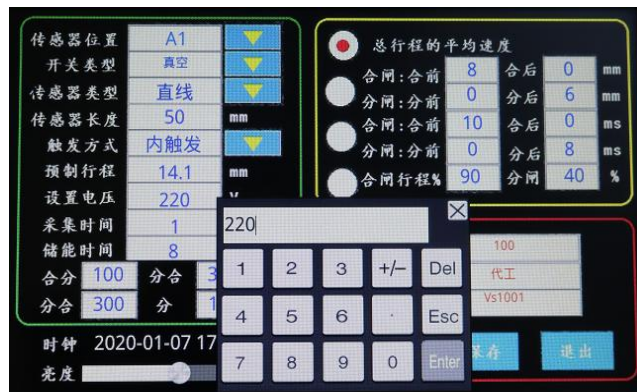 传感器位置 A1
开关类型 真空
传感器类型 直线
传感器长度 50 mm
触发方式 内触发
预制行程 14.1 mm
设置电压 220 V
采集时间 1
储能时间 8
合分 100 分合 3
分合 300 分 1
时钟 2020-01-07 17
亮度
总行程的平均速度
合闸:合前 8 合后 0 mm
分闸:分前 0 分后 6 mm
合闸:合前 10 合后 0 ms
分闸:分前 0 分后 8 ms
合闸行程% 90 分闸 40 %
220
1 2 3 +/- Del
4 5 6 . Esc
7 8 9 0 Enter
100
代工
Vs1001
保存 退出